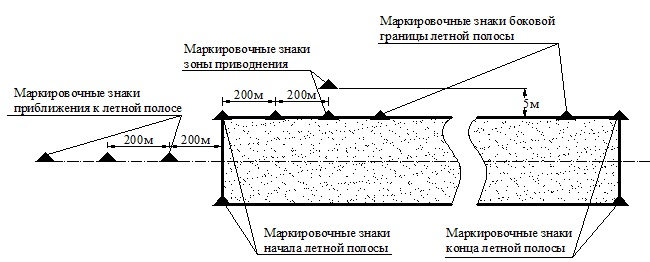 Маркировочные знаки боковой
границы летной полосы
Маркировочные знаки
зоны приводнения
Маркировочные знаки
приближения к летной полосе
200м
200м
5м
200м
200м
Маркировочные знаки
начала летной полосы
Маркировочные знаки
конца летной полосы